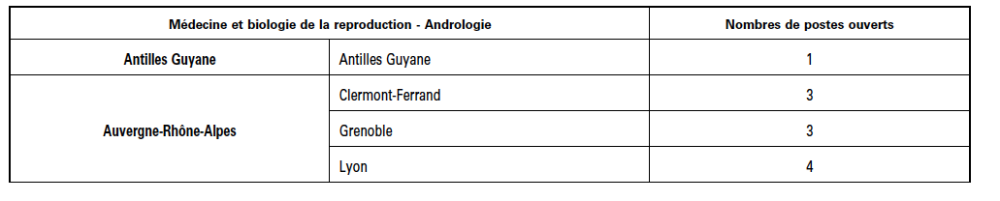 Médecine et biologie de la reproduction - Andrologie Nombres de postes ouverts
Antilles Guyane Antilles Guyane 1
Clermont-Ferrand 3
Auvergne-Rhône-Alpes Grenoble 3
Lyon 4